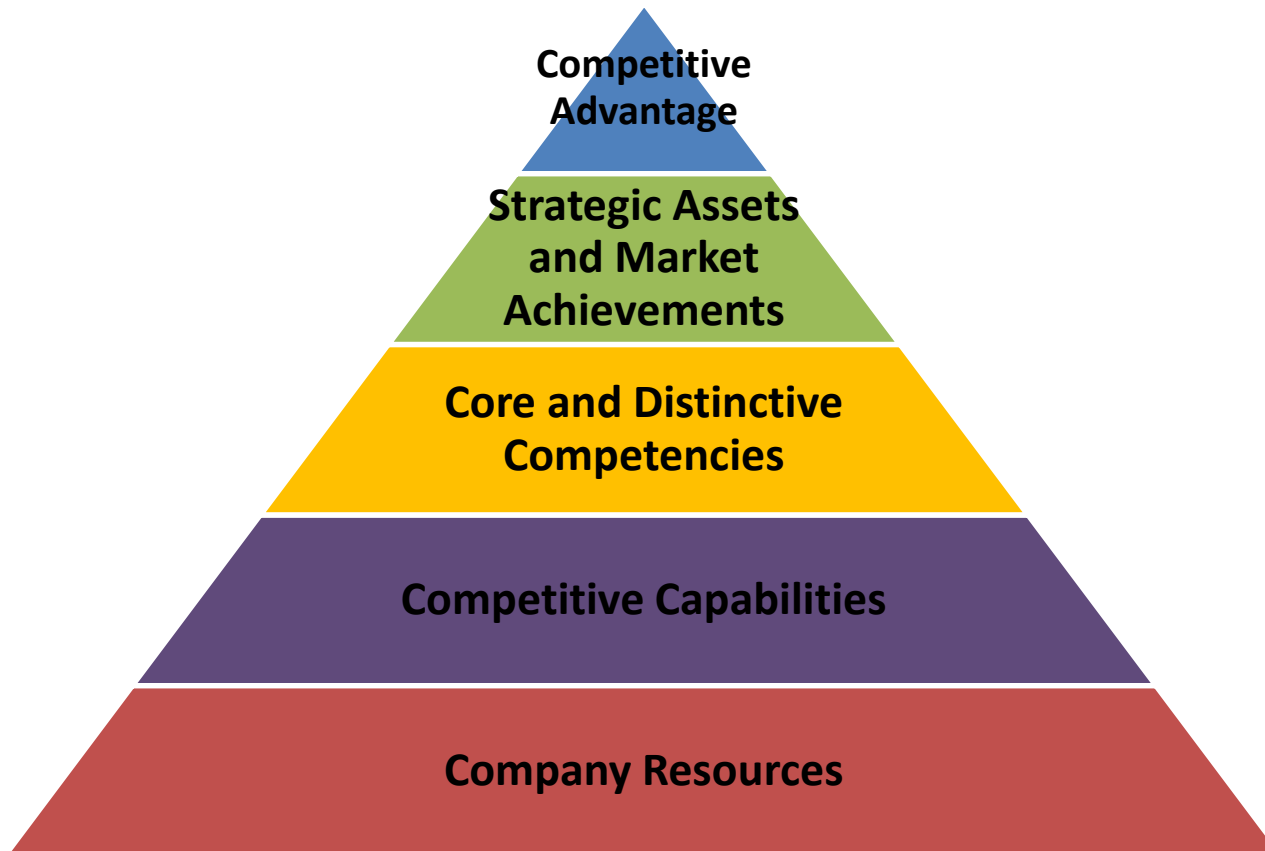 Competitive
Advantage
Strategic Assets
and Market
Achievements
Core and Distinctive
Competencies
Competitive Capabilities
Company Resources